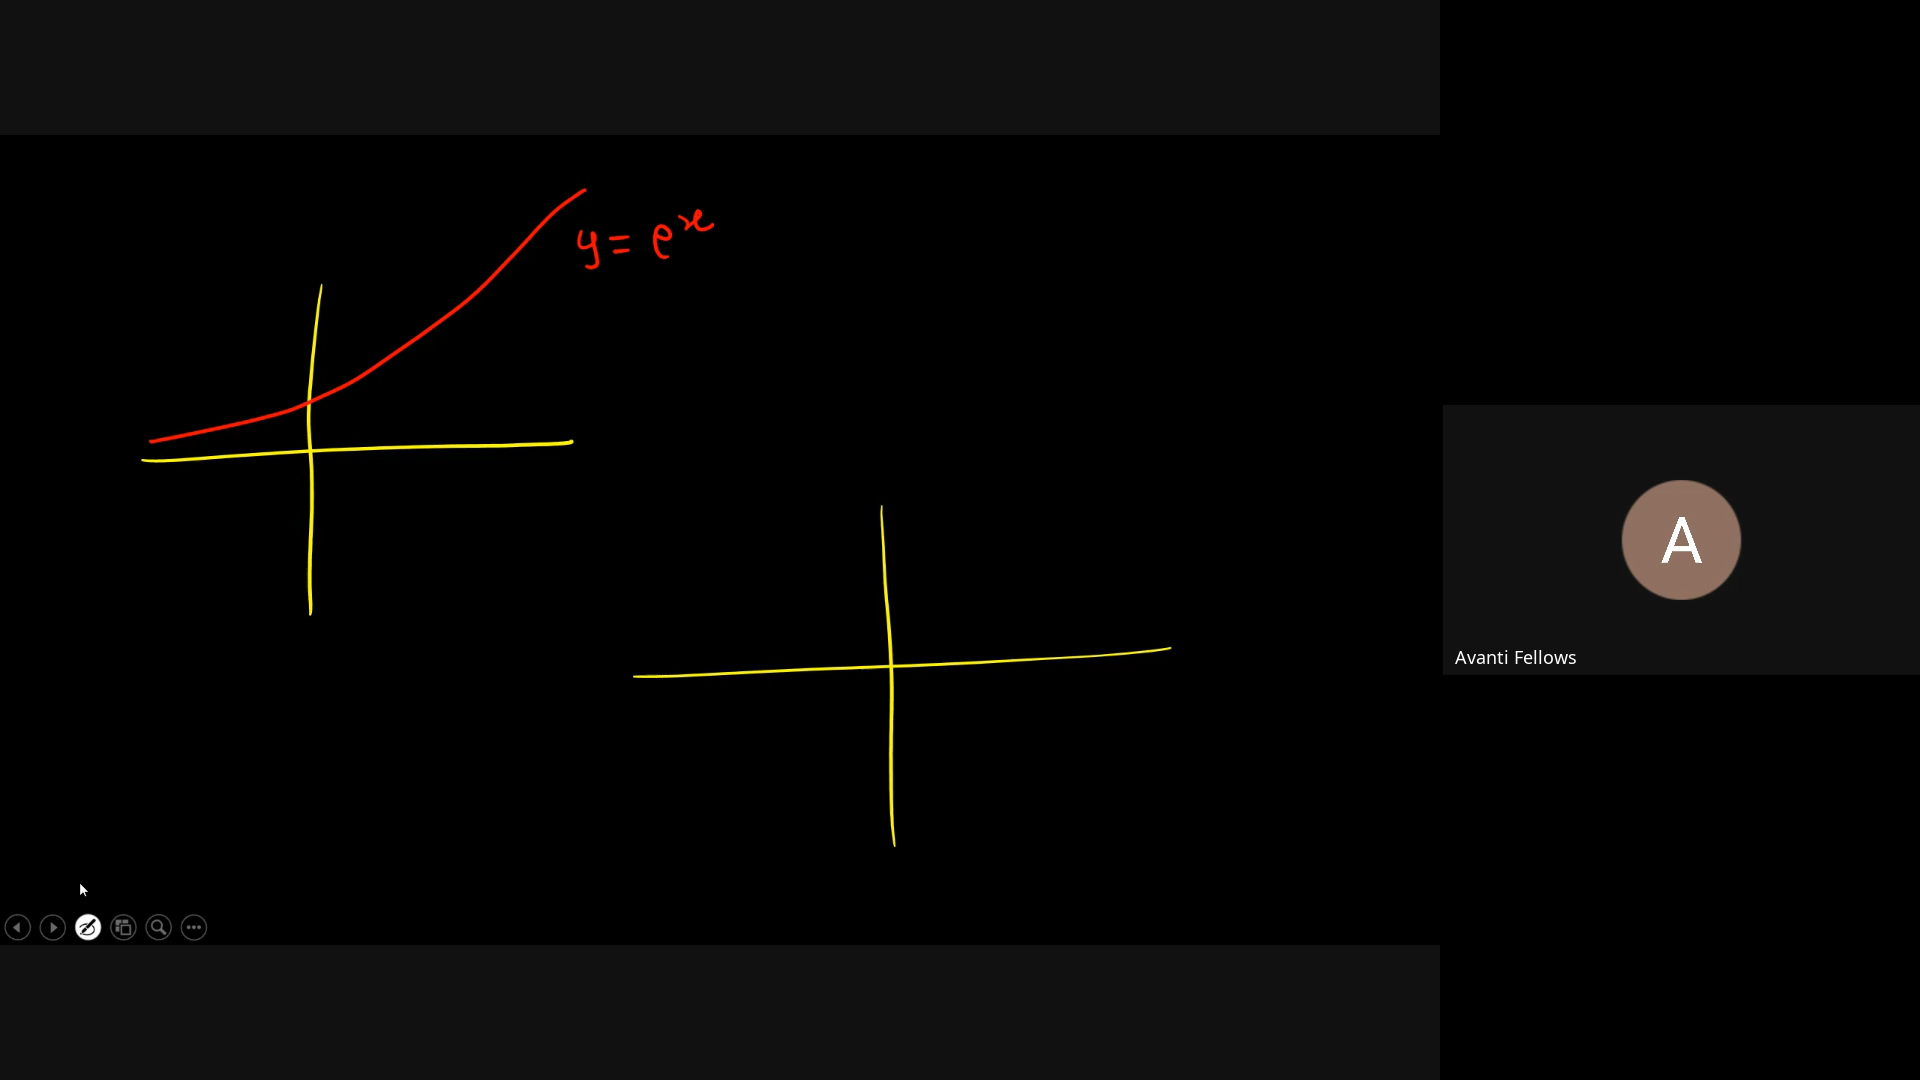 y = e^x
A
Avanti Fellows